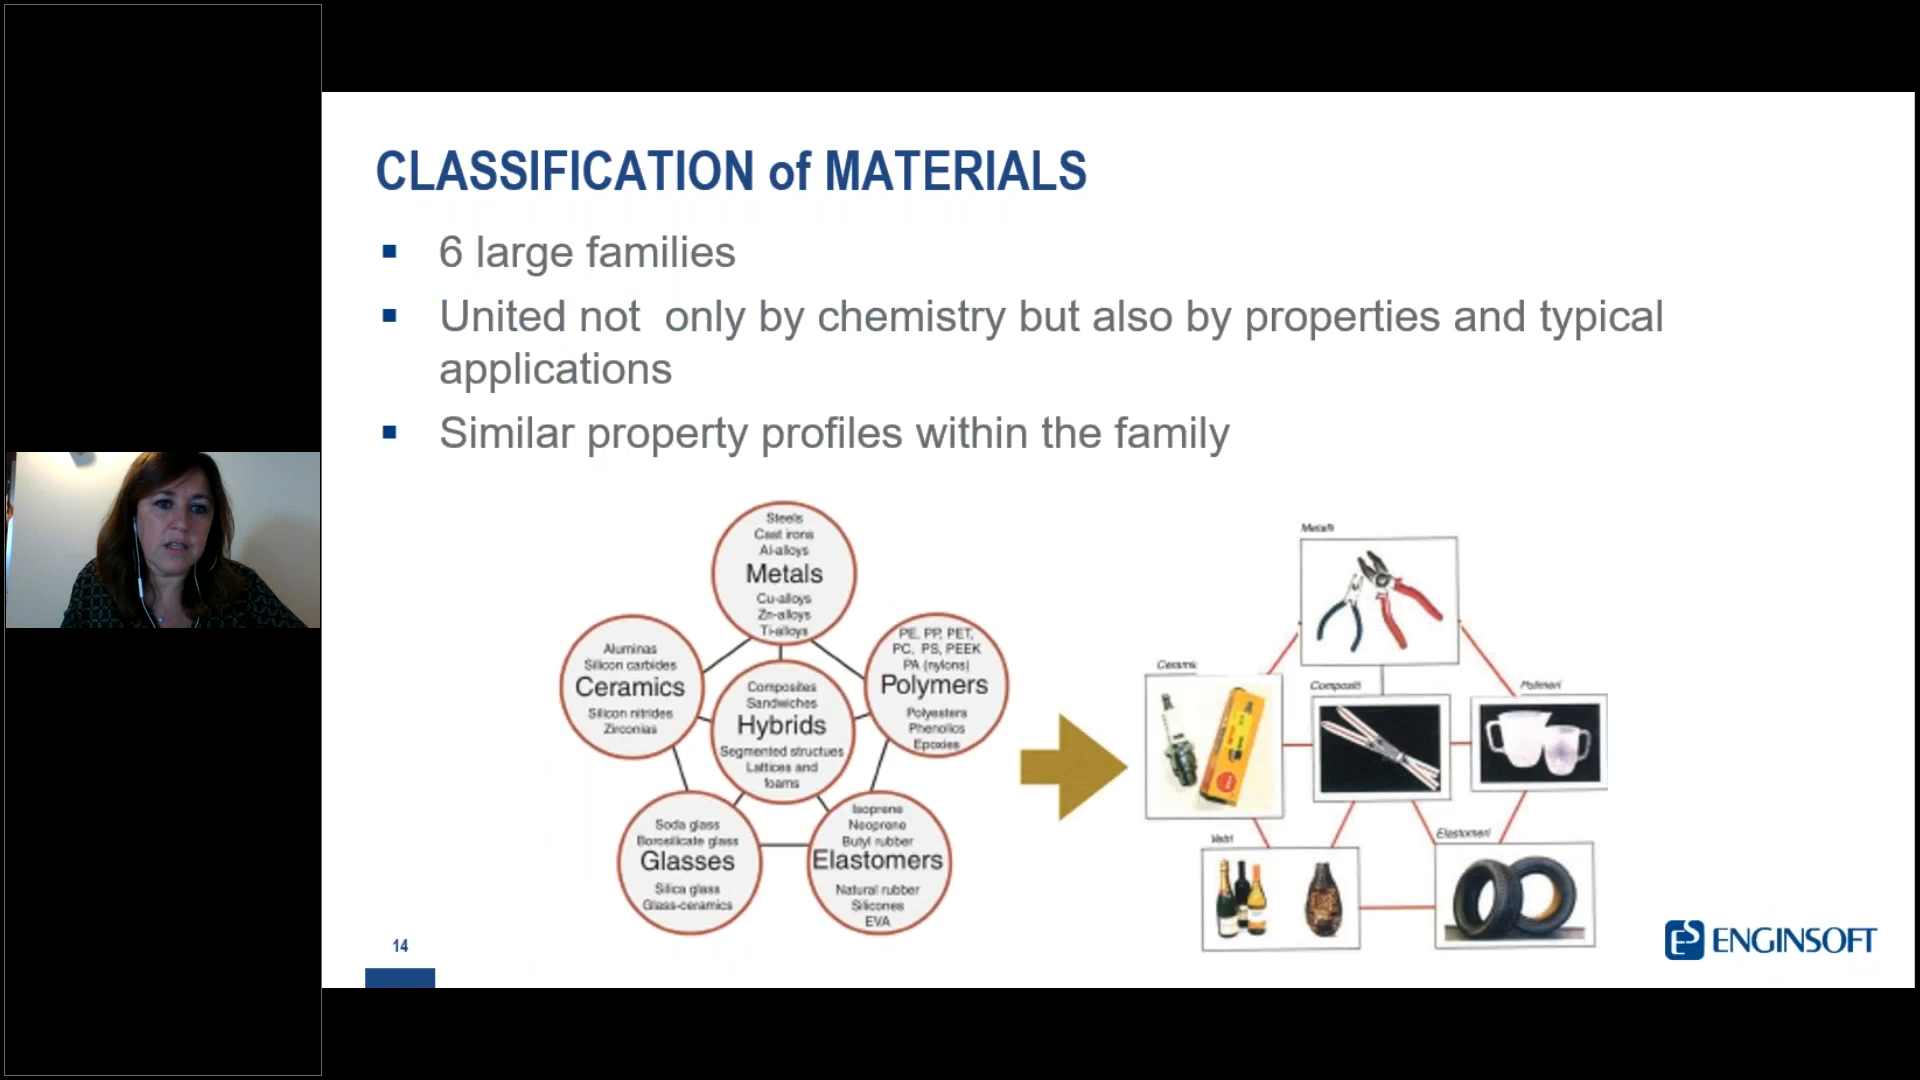 CLASSIFICATION of MATERIALS
6 large families
United not only by chemistry but also by properties and typical
applications
Similar property profiles within the family
Steels
Cast irons
Al-alloys
Metals
Cu-alloys
Zn-alloys
Ti-alloys
Aluminas
Silicon carbides
Ceramics
Silicon nitrides
Zirconias
Composites
Sandwiches
Hybrids
Segmented structues
Lattices and
foams
PE, PP, PET,
PC, PS, PEEK
PA (nylons)
Polymers
Polyesters
Phenolics
Epoxies
Soda glass
Borosilicate glass
Glasses
Silica glass
Glass-ceramics
Isoprene
Neoprene
Butyl rubber
Elastomers
Natural rubber
Silicones
EVA
Metalli
Ceramic
Compositi
Polimeri
Vetri
Elastomeri
14
ES ENGINSOFT